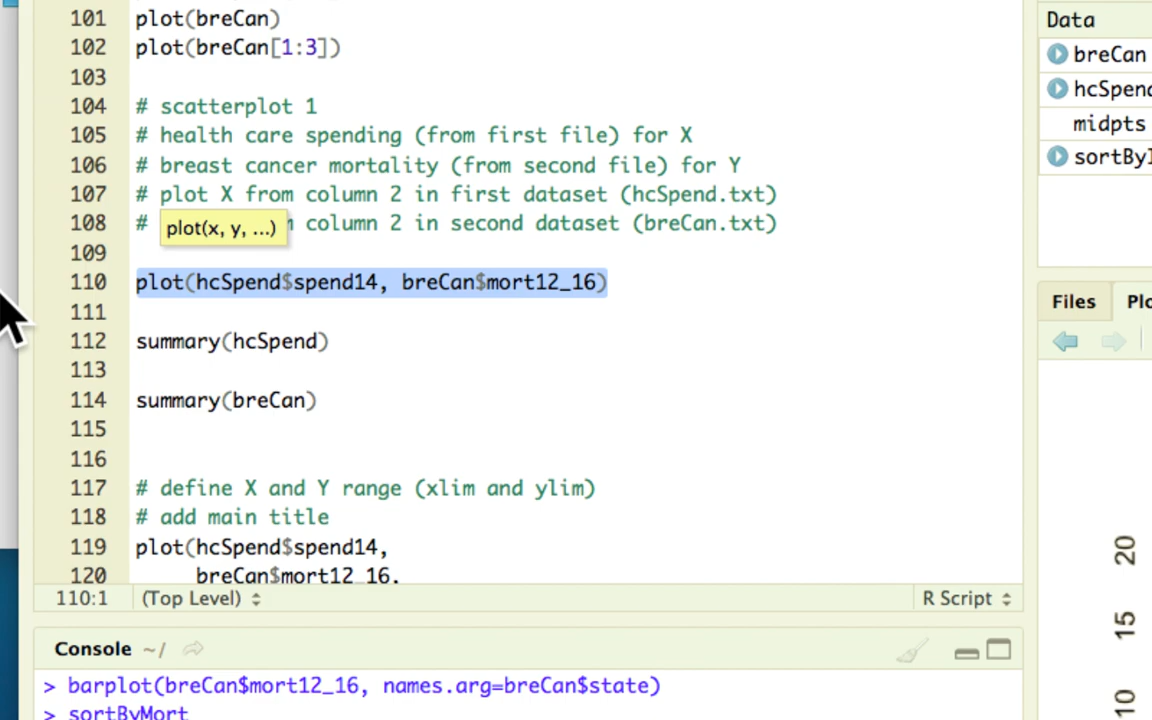 101 plot(breCan)
102 plot(breCan[1:3])
103
104 # scatterplot 1
105 # health care spending (from first file) for X
106 # breast cancer mortality (from second file) for Y
107 # plot X from column 2 in first dataset (hcSpend.txt)
108 # column 2 in second dataset (breCan.txt)
plot(x, y, ...)
109
110 plot(hcSpend$spend14, breCan$mort12_16)
111
112 summary(hcSpend)
113
114 summary(breCan)
115
116
117 # define X and Y range (xlim and ylim)
118 # add main title
119 plot(hcSpend$spend14,
120 breCan$mort12_16,
110:1 (Top Level) R Script
Console ~/
> barplot(breCan$mort12_16, names.arg=breCan$state)
> sortByMort
Data
breCan
hcSpend
midpts
Files
20
15
10